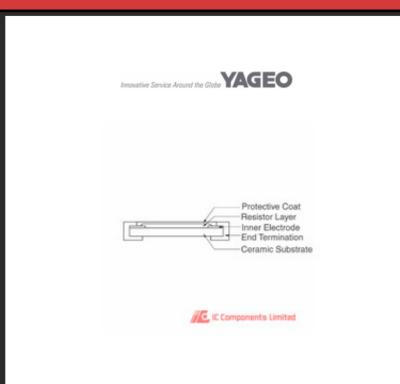 Innovative Service Around the Globe YAGEO
Protective Coat
Resistor Layer
Inner Electrode
End Termination
Ceramic Substrate
IC Components Limited